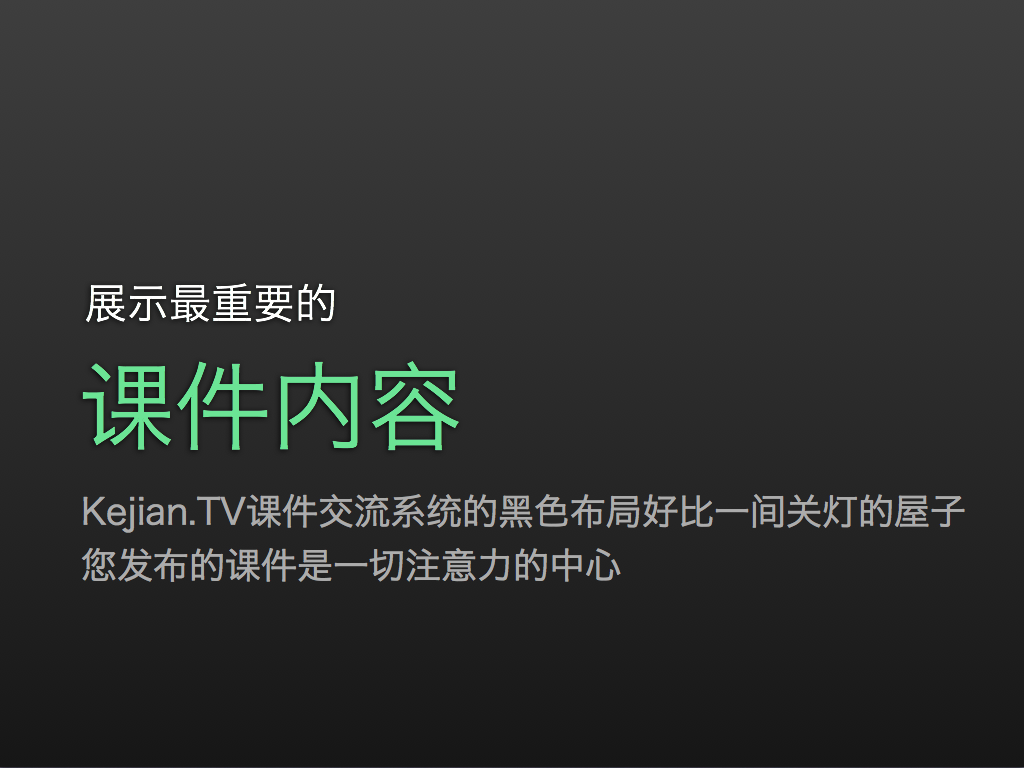 展示最重要的
课件内容
Kejian.TV课件交流系统的黑色布局好比一间关灯的屋子
您发布的课件是一切注意力的中心